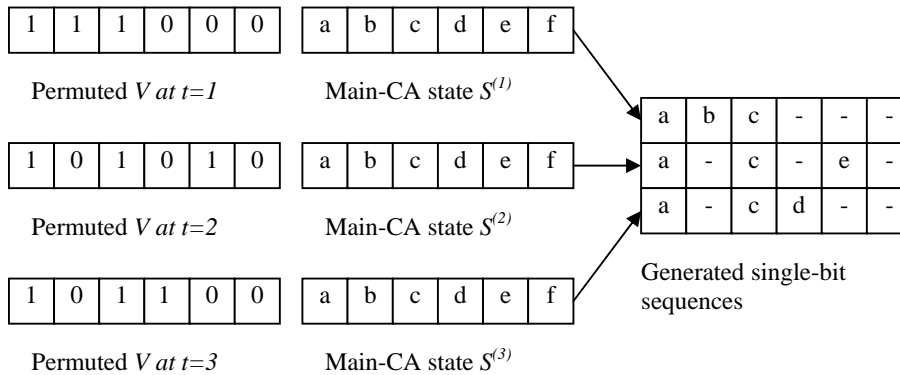 1 1 1 0 0 0 a b c d e f
Permuted V at t=1 Main-CA state S^(1)
a b c - - -
1 0 1 0 1 0 a b c d e f
a - c - e -
Permuted V at t=2 Main-CA state S^(2)
a - c d - -
Generated single-bit
sequences
1 0 1 1 0 0 a b c d e f
Permuted V at t=3 Main-CA state S^(3)